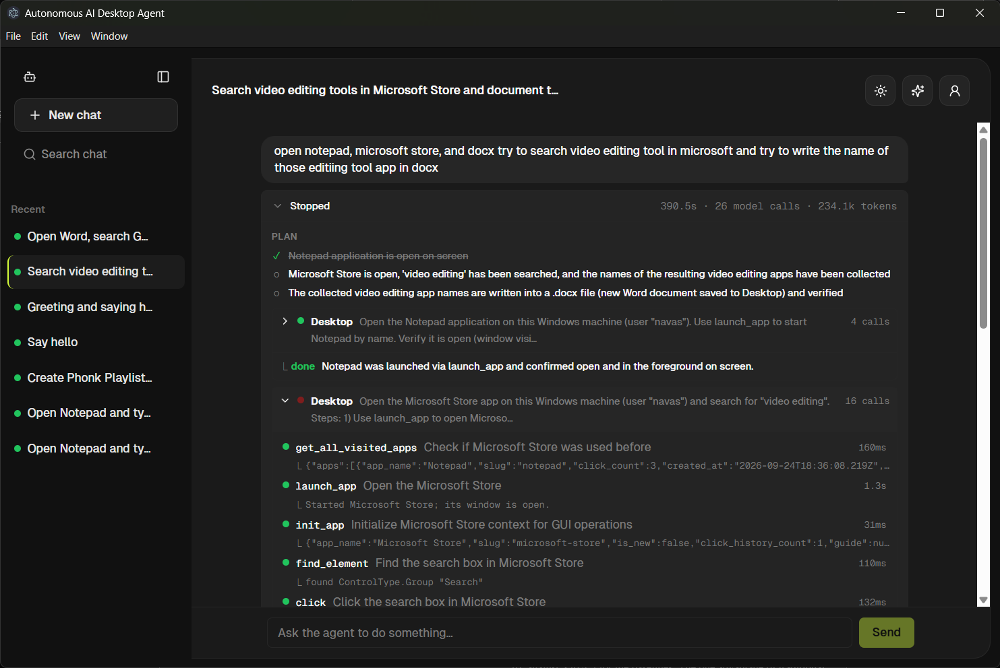 Autonomous AI Desktop Agent
File Edit View Window
New chat
Search chat
Recent
Open Word, search G...
Search video editing t...
Greeting and saying h...
Say hello
Create Phonk Playlist...
Open Notepad and ty...
Open Notepad and ty...
Search video editing tools in Microsoft Store and document t...
open notepad, microsoft store, and docx try to search video editing tool in microsoft and try to write the name of
those editiing tool app in docx
Stopped 390.5s · 26 model calls · 234.1k tokens
PLAN
✓ Notepad application is open on screen
○ Microsoft Store is open, 'video editing' has been searched, and the names of the resulting video editing apps have been collected
○ The collected video editing app names are written into a .docx file (new Word document saved to Desktop) and verified
Desktop Open the Notepad application on this Windows machine (user "navas"). Use launch_app to start 4 calls
Notepad by name. Verify it is open (window visi...
done Notepad was launched via launch_app and confirmed open and in the foreground on screen.
Desktop Open the Microsoft Store app on this Windows machine (user "navas") and search for "video editing". 16 calls
Steps: 1) Use launch_app to open Microso...
get_all_visited_apps Check if Microsoft Store was used before 160ms
{"apps":[{"app_name":"Notepad","slug":"notepad","click_count":3,"created_at":"2026-09-24T18:36:08.219Z",...
launch_app Open the Microsoft Store 1.3s
Started Microsoft Store; its window is open.
init_app Initialize Microsoft Store context for GUI operations 31ms
{"app_name":"Microsoft Store","slug":"microsoft-store","is_new":false,"click_history_count":1,"guide":nu...
find_element Find the search box in Microsoft Store 110ms
found ControlType.Group "Search"
click Click the search box in Microsoft Store 132ms
Ask the agent to do something...
Send